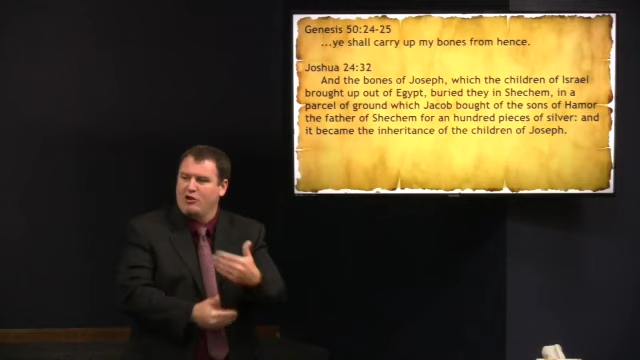 Genesis 50:24-25
...ye shall carry up my bones from hence.
Joshua 24:32
And the bones of Joseph, which the children of Israel
brought up out of Egypt, buried they in Shechem, in a
parcel of ground which Jacob bought of the sons of Hamor
the father of Shechem for an hundred pieces of silver: and
it became the inheritance of the children of Joseph.